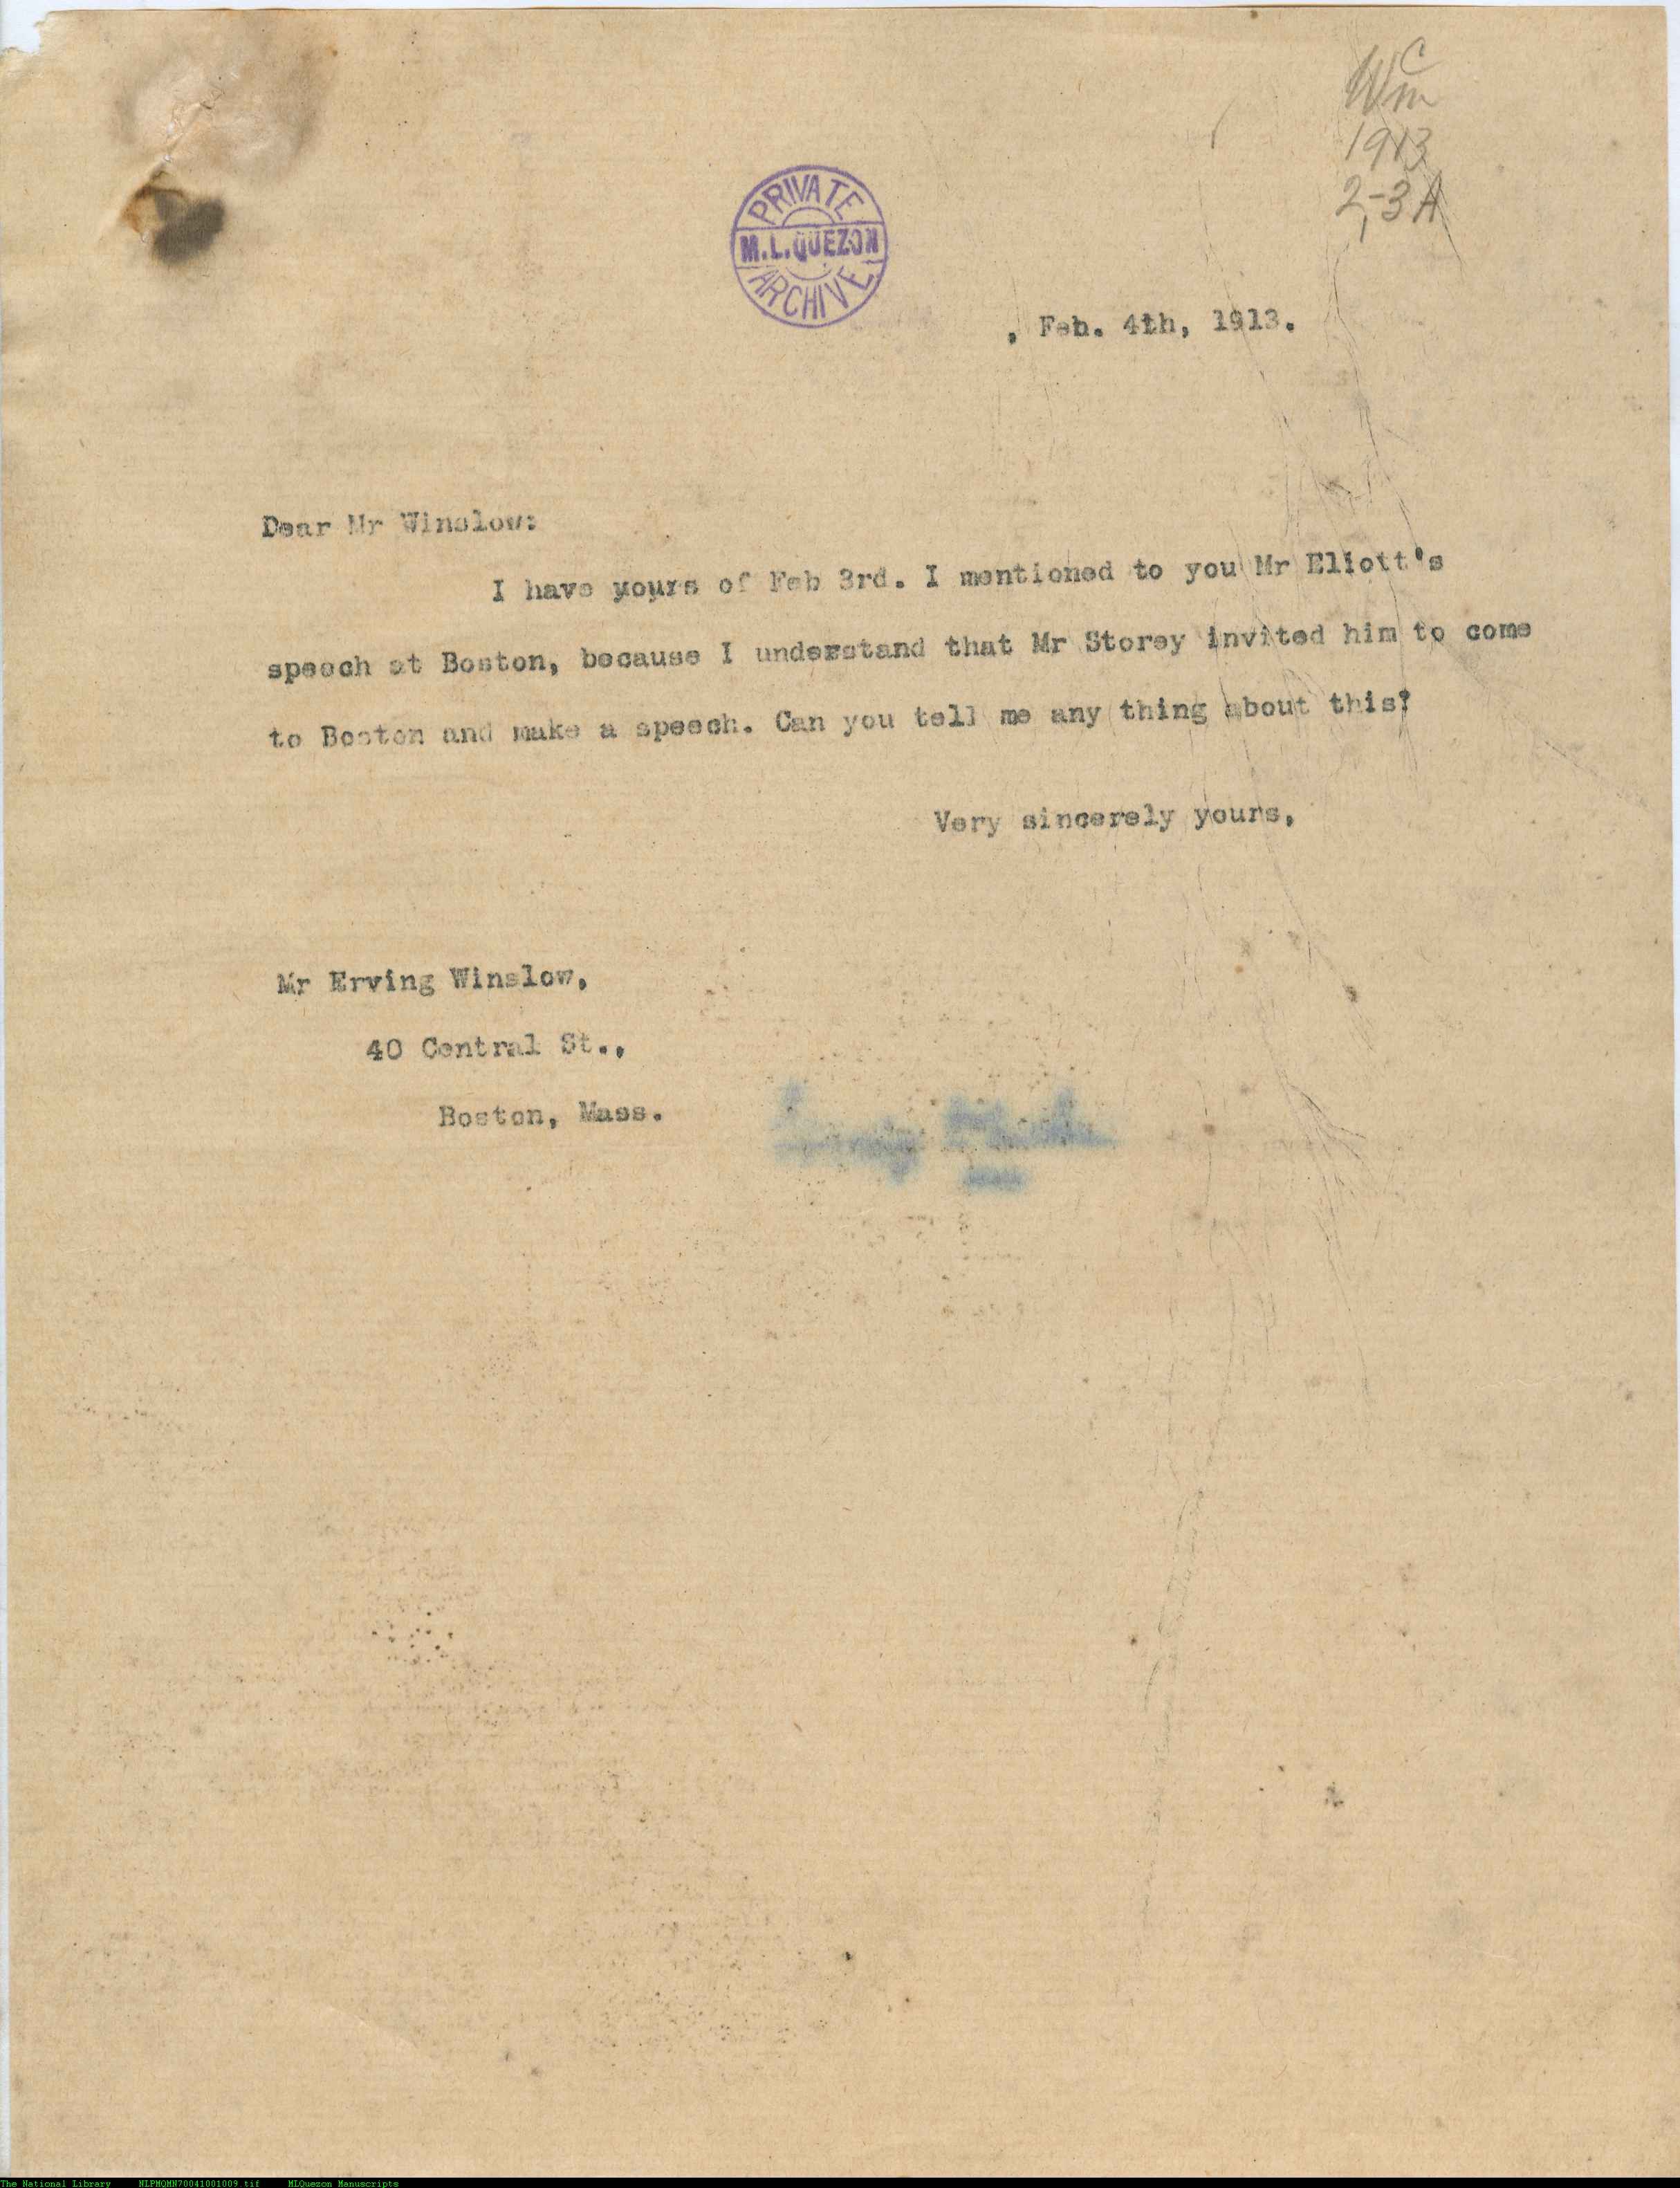 Wm C
1913
2-3A
PRIVATE
M.L.QUEZON
ARCHIVE
, Feb. 4th, 1913.
Dear Mr Winslow:
I have yours of Feb 3rd. I mentioned to you Mr Eliott's
speech at Boston, because I understand that Mr Storey invited him to come
to Boston and make a speech. Can you tell me any thing about this?
Very sincerely yours,
Mr Erving Winslow,
40 Central St.,
Boston, Mass.
The National Library NLPMQMN70041001009.tif MLQuezon Manuscripts